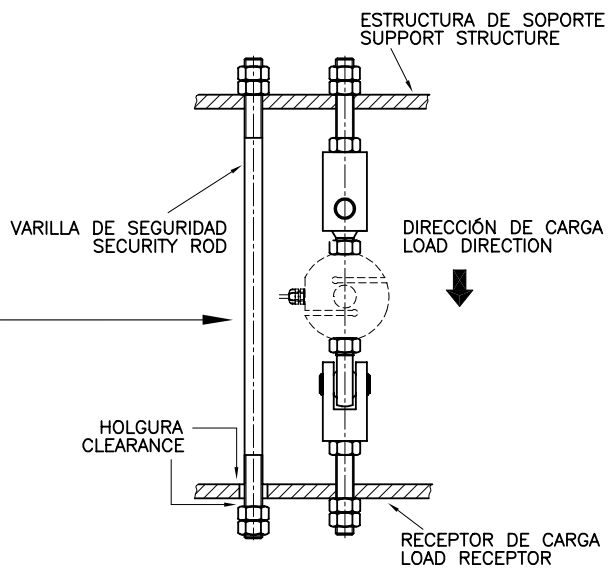 ESTRUCTURA DE SOPORTE
SUPPORT STRUCTURE
VARILLA DE SEGURIDAD
SECURITY ROD
DIRECCIÓN DE CARGA
LOAD DIRECTION
HOLGURA
CLEARANCE
RECEPTOR DE CARGA
LOAD RECEPTOR